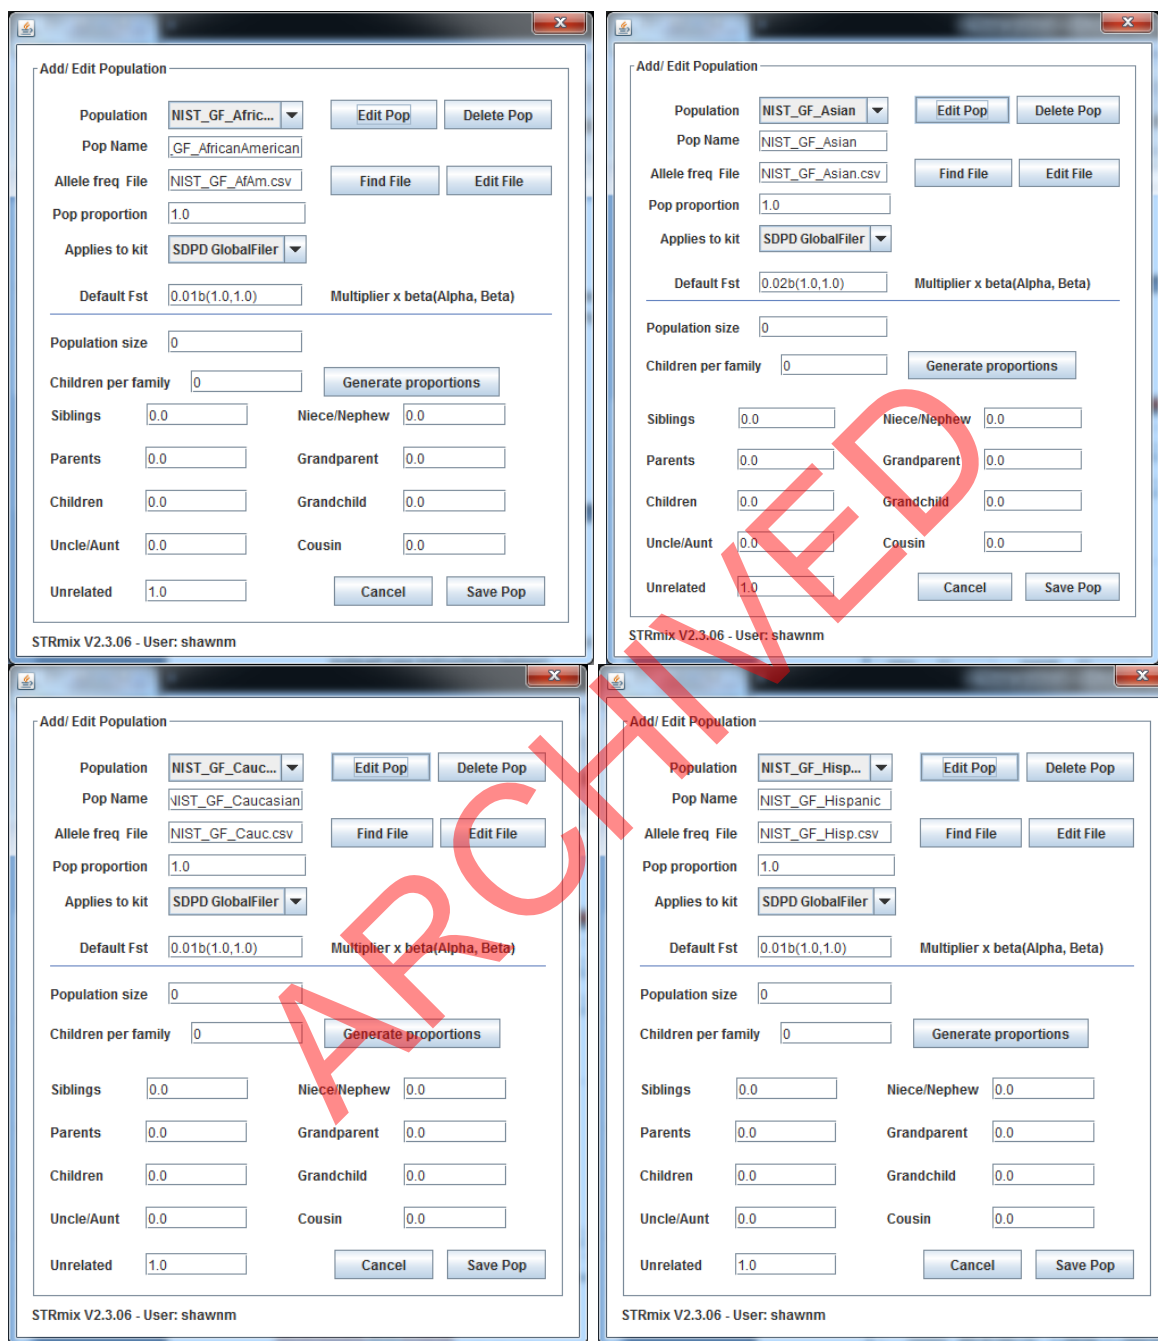 Add/ Edit Population
Population NIST_GF_Afric... Edit Pop Delete Pop
Pop Name _GF_AfricanAmerican
Allele freq File NIST_GF_AfAm.csv Find File Edit File
Pop proportion 1.0
Applies to kit SDPD GlobalFiler
Default Fst 0.01b(1.0,1.0) Multiplier x beta(Alpha, Beta)
Population size 0
Children per family 0 Generate proportions
Siblings 0.0 Niece/Nephew 0.0
Parents 0.0 Grandparent 0.0
Children 0.0 Grandchild 0.0
Uncle/Aunt 0.0 Cousin 0.0
Unrelated 1.0 Cancel Save Pop
STRmix V2.3.06 - User: shawnm
Add/ Edit Population
Population NIST_GF_Asian Edit Pop Delete Pop
Pop Name NIST_GF_Asian
Allele freq File NIST_GF_Asian.csv Find File Edit File
Pop proportion 1.0
Applies to kit SDPD GlobalFiler
Default Fst 0.02b(1.0,1.0) Multiplier x beta(Alpha, Beta)
Population size 0
Children per family 0 Generate proportions
Siblings 0.0 Niece/Nephew 0.0
Parents 0.0 Grandparent 0.0
Children 0.0 Grandchild 0.0
Uncle/Aunt 0.0 Cousin 0.0
Unrelated 1.0 Cancel Save Pop
STRmix V2.3.06 - User: shawnm
Add/ Edit Population
Population NIST_GF_Cauc... Edit Pop Delete Pop
Pop Name NIST_GF_Caucasian
Allele freq File NIST_GF_Cauc.csv Find File Edit File
Pop proportion 1.0
Applies to kit SDPD GlobalFiler
Default Fst 0.01b(1.0,1.0) Multiplier x beta(Alpha, Beta)
Population size 0
Children per family 0 Generate proportions
Siblings 0.0 Niece/Nephew 0.0
Parents 0.0 Grandparent 0.0
Children 0.0 Grandchild 0.0
Uncle/Aunt 0.0 Cousin 0.0
Unrelated 1.0 Cancel Save Pop
STRmix V2.3.06 - User: shawnm
Add/ Edit Population
Population NIST_GF_Hisp... Edit Pop Delete Pop
Pop Name NIST_GF_Hispanic
Allele freq File NIST_GF_Hisp.csv Find File Edit File
Pop proportion 1.0
Applies to kit SDPD GlobalFiler
Default Fst 0.01b(1.0,1.0) Multiplier x beta(Alpha, Beta)
Population size 0
Children per family 0 Generate proportions
Siblings 0.0 Niece/Nephew 0.0
Parents 0.0 Grandparent 0.0
Children 0.0 Grandchild 0.0
Uncle/Aunt 0.0 Cousin 0.0
Unrelated 1.0 Cancel Save Pop
STRmix V2.3.06 - User: shawnm
ARCHIVED